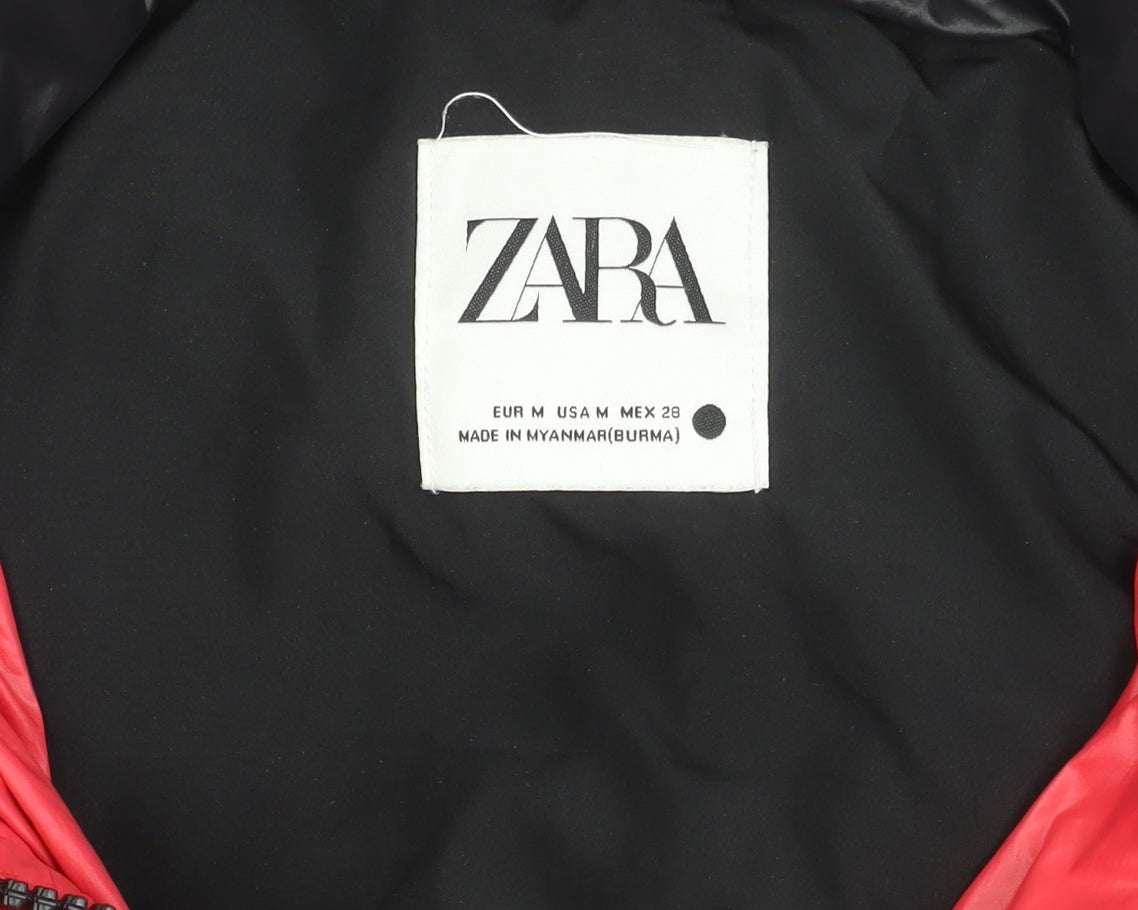 ZARA
EUR M USA M MEX 28
MADE IN MYANMAR(BURMA)